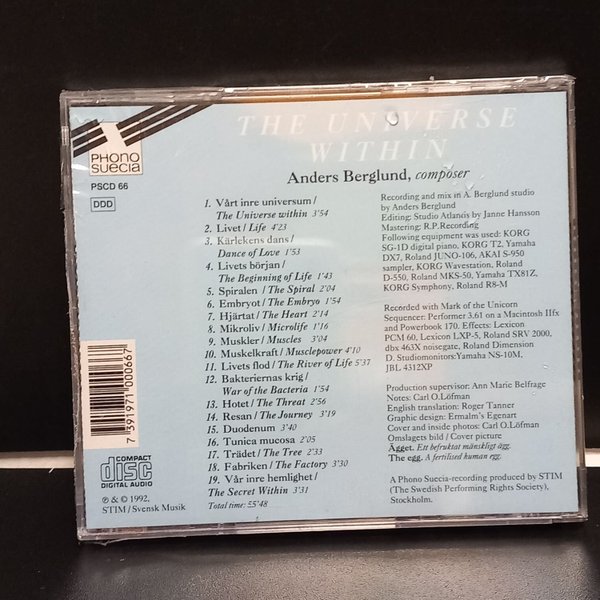 THE UNIVERSE
WITHIN
Anders Berglund, composer
PHONO
SUECIA
PSCD 66
DDD
1. Vårt inre universum /
The Universe within 3'54
2. Livet / Life 4'23
3. Kärlekens dans /
Dance of Love 1'53
4. Livets början /
The Beginning of Life 1'43
5. Spiralen / The Spiral 2'04
6. Embryot / The Embryo 1'54
7. Hjärtat / The Heart 2'14
8. Mikroliv / Microlife 1'16
9. Muskler / Muscles 3'04
10. Muskelkraft / Musclepower 4'10
11. Livets flod / The River of Life 5'37
12. Bakteriernas krig /
War of the Bacteria 1'54
13. Hotet / The Threat 2'56
14. Resan / The Journey 3'19
15. Duodenum 3'40
16. Tunica mucosa 2'05
17. Trädet / The Tree 2'33
18. Fabriken / The Factory 3'30
19. Vår inre hemlighet /
The Secret Within 3'31
Total time: 55'48
Recording and mix in A. Berglund studio
by Anders Berglund
Editing: Studio Atlantis by Janne Hansson
Mastering: R.P.Recording
Following equipment was used: KORG
SG-1D digital piano, KORG T2, Yamaha
DX7, Roland JUNO 106, AKAI S-950
sampler, KORG Wavestation, Roland
D-550, Roland MKS-50, Yamaha TX81Z,
KORG Symphony, Roland R8-M
Recorded with Mark of the Unicorn
Sequencer: Performer 3.61 on a Macintosh IIfx
and Powerbook 170. Effects: Lexicon
PCM 60, Lexicon LXP-5, Roland SRV 2000,
dbx 463X noisegate, Roland Dimension
D. Studiomonitors:Yamaha NS-10M,
JBL 4312XP
Production supervisor: Ann Marie Belfrage
Notes: Carl O.Löfman
English translation: Roger Tanner
Graphic design: Ermalm's Egenart
Cover and inside photos: Carl O.Löfman
Omslagets bild / Cover picture
Ägget. Ett befruktat mänskligt ägg.
The egg. A fertilised human egg.
A Phono Suecia-recording produced by STIM
(The Swedish Performing Rights Society),
Stockholm.
7 391971 000667
COMPACT
disc
DIGITAL AUDIO
℗ & © 1992,
STIM / Svensk Musik